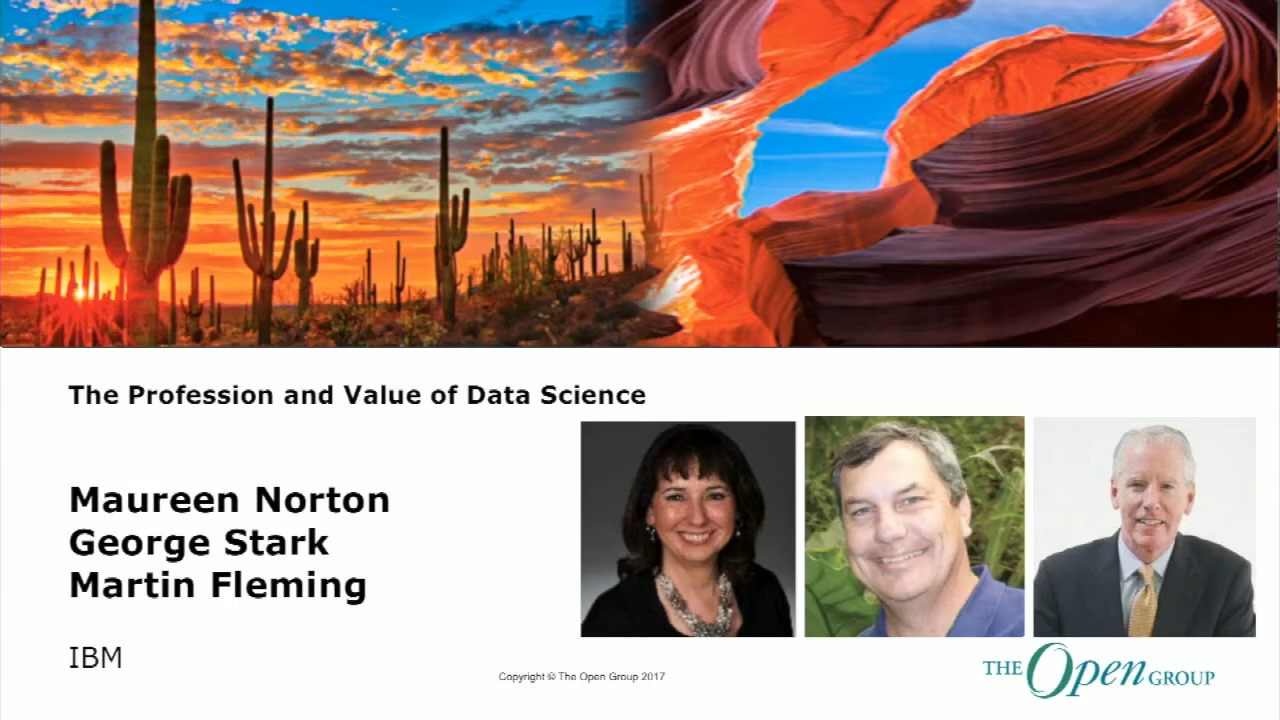 The Profession and Value of Data Science
Maureen Norton
George Stark
Martin Fleming
IBM
Copyright © The Open Group 2017
THE Open GROUP